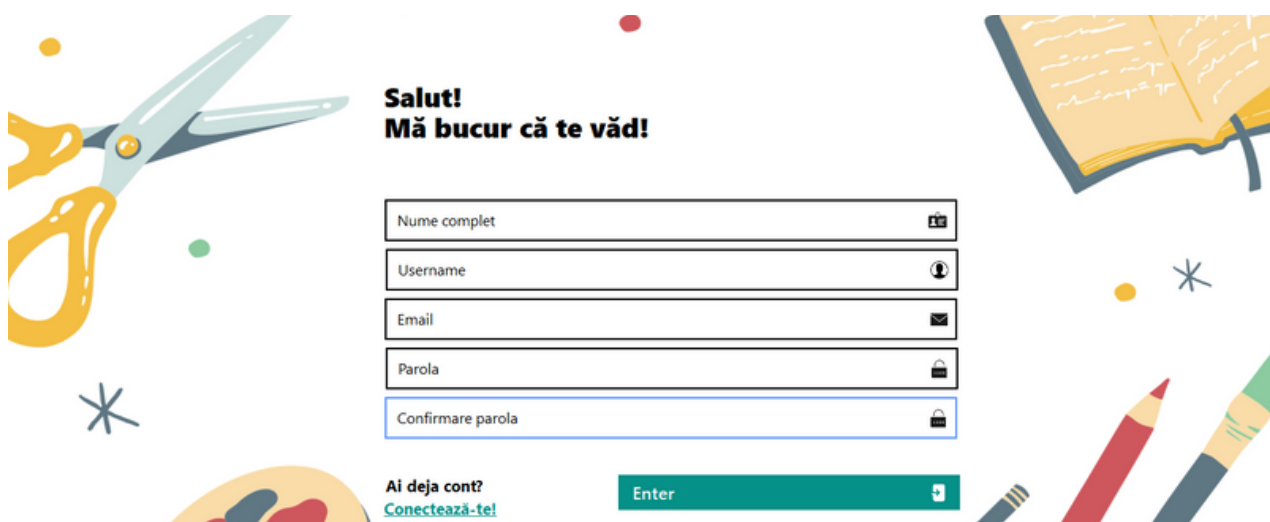 Salut!
Mă bucur că te văd!
Nume complet
Username
Email
Parola
Confirmare parola
Ai deja cont?
Conectează-te!
Enter